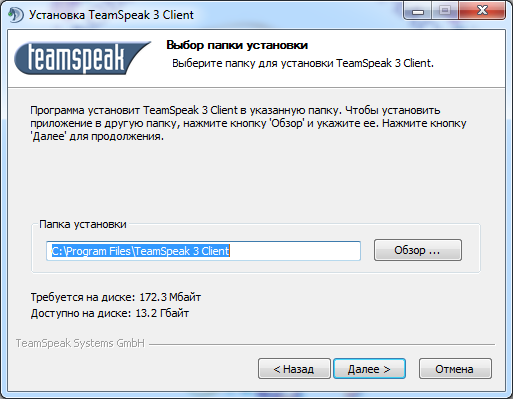 Установка TeamSpeak 3 Client
teamspeak
Выбор папки установки
Выберите папку для установки TeamSpeak 3 Client.
Программа установит TeamSpeak 3 Client в указанную папку. Чтобы установить
приложение в другую папку, нажмите кнопку 'Обзор' и укажите ее. Нажмите кнопку
'Далее' для продолжения.
Папка установки
C:\Program Files\TeamSpeak 3 Client
Обзор ...
Требуется на диске: 172.3 Мбайт
Доступно на диске: 13.2 Гбайт
TeamSpeak Systems GmbH
< Назад
Далее >
Отмена